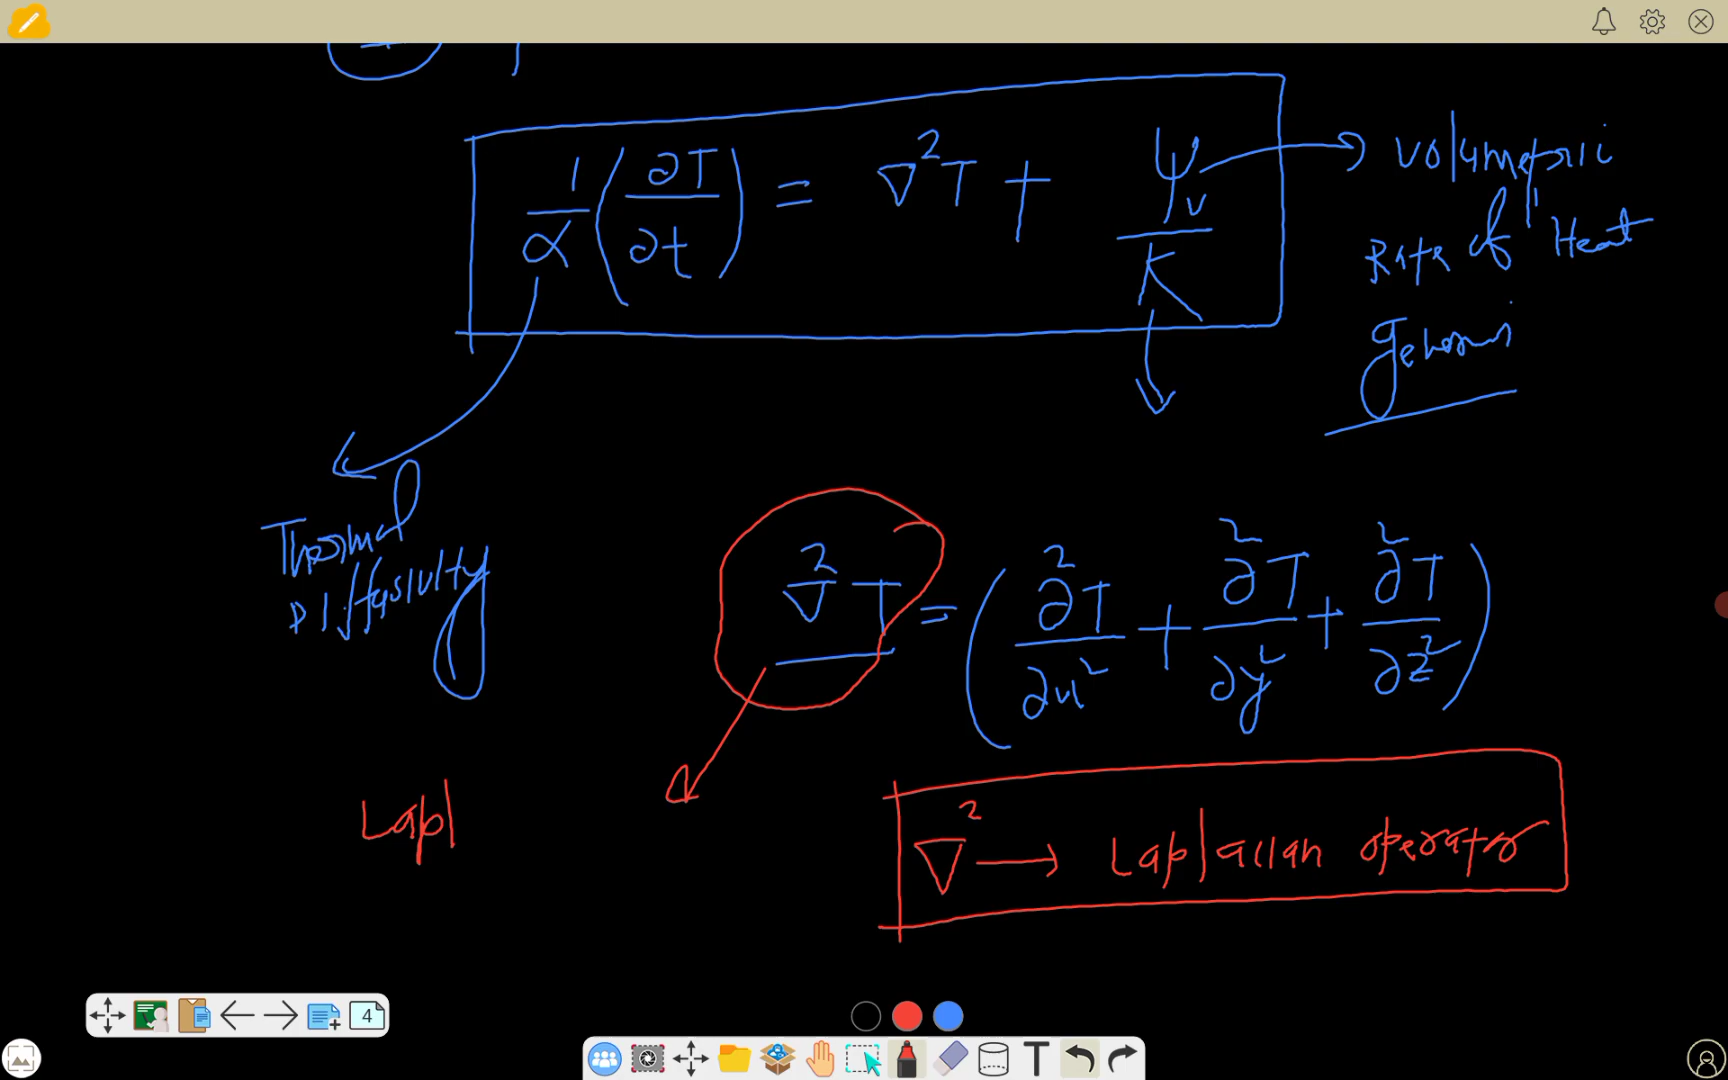 1/α (∂T/∂t) = ∇²T + ψv/K
Volumetric
Rate of Heat
Thermal
Diffusivity
∇²T = (∂²T/∂x² + ∂²T/∂y² + ∂²T/∂z²)
Lapl
∇² → Laplacian operator
4
T